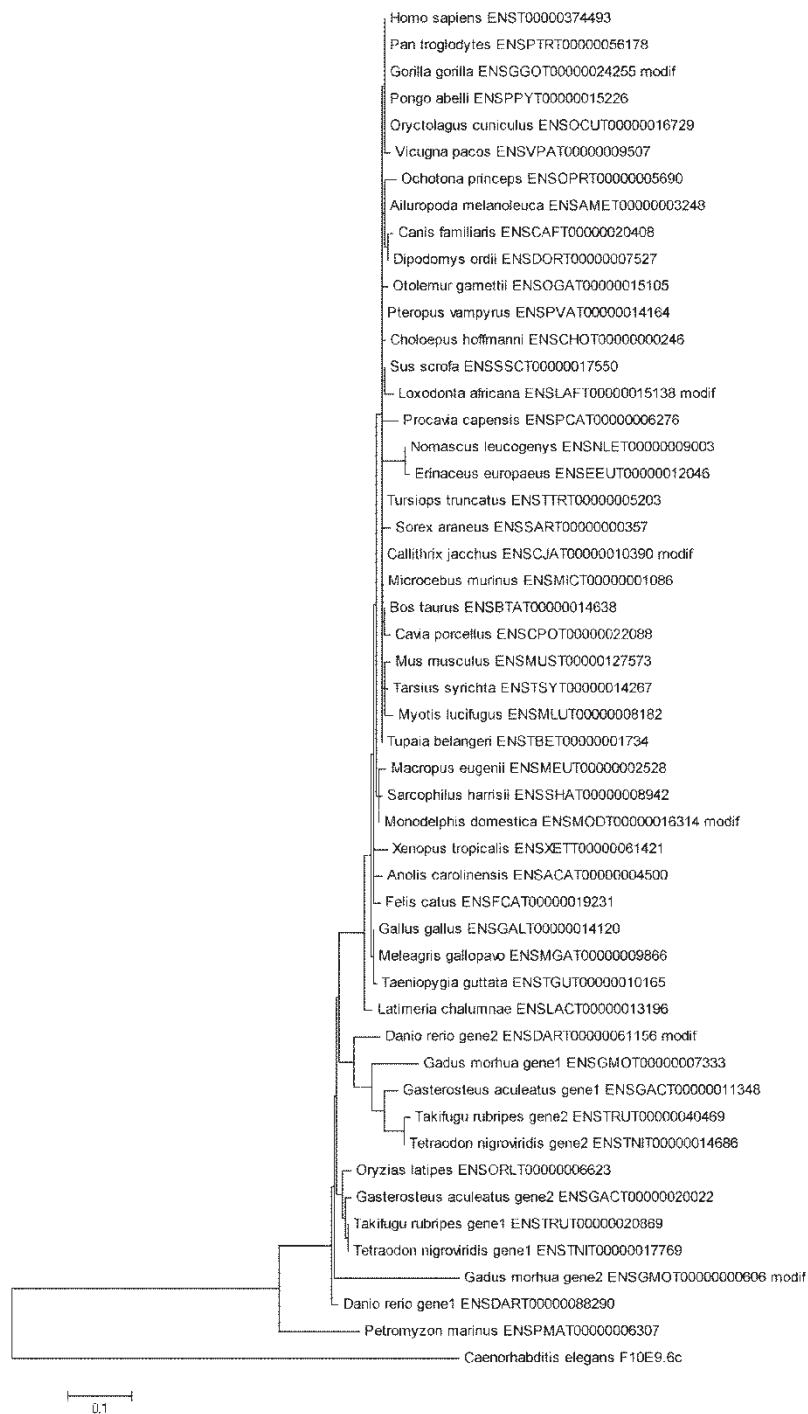 Homo sapiens ENST00000374493
Pan troglodytes ENSPTRT00000056178
Gorilla gorilla ENSGGOT00000024255 modif
Pongo abelli ENSPPYT00000015226
Oryctolagus cuniculus ENSOCUT00000016729
Vicugna pacos ENSVPAT00000009507
Ochotona princeps ENSOPRT00000005690
Ailuropoda melanoleuca ENSAMET00000003248
Canis familiaris ENSCAFT00000020408
Dipodomys ordii ENSDORT00000007527
Otolemur garnettii ENSOGAT00000015105
Pteropus vampyrus ENSPVAT00000014164
Choloepus hoffmanni ENSCHOT00000000246
Sus scrofa ENSSSCT00000017550
Loxodonta africana ENSLAFT00000015138 modif
Procavia capensis ENSPCAT00000006276
Nomascus leucogenys ENSNLET00000009003
Erinaceus europaeus ENSEEUT00000012046
Tursiops truncatus ENSTTRT00000005203
Sorex araneus ENSSART00000000357
Callithrix jacchus ENSCJAT00000010390 modif
Microcebus murinus ENSMICT00000001086
Bos taurus ENSBTAT00000014638
Cavia porcellus ENSCPOT00000022088
Mus musculus ENSMUST00000127573
Tarsius syrichta ENSTSYT00000014267
Myotis lucifugus ENSMLUT00000008182
Tupaia belangeri ENSTBET00000001734
Macropus eugenii ENSMEUT00000002528
Sarcophilus harrisii ENSSHAT00000008942
Monodelphis domestica ENSMODT00000016314 modif
Xenopus tropicalis ENSXETT00000061421
Anolis carolinensis ENSACAT00000004500
Felis catus ENSFCAT00000019231
Gallus gallus ENSGALT00000014120
Meleagris gallopavo ENSMGAT00000009866
Taeniopygia guttata ENSTGUT00000010165
Latimeria chalumnae ENSLACT00000013196
Danio rerio gene2 ENSDART00000061156 modif
Gadus morhua gene1 ENSGMOT00000007333
Gasterosteus aculeatus gene1 ENSGACT00000011348
Takifugu rubripes gene2 ENSTRUT00000040469
Tetraodon nigroviridis gene2 ENSTNIT00000014686
Oryzias latipes ENSORLT00000006623
Gasterosteus aculeatus gene2 ENSGACT00000020022
Takifugu rubripes gene1 ENSTRUT00000020869
Tetraodon nigroviridis gene1 ENSTNIT00000017769
Gadus morhua gene2 ENSGMOT00000000606 modif
Danio rerio gene1 ENSDART00000088290
Petromyzon marinus ENSPMAT00000006307
Caenorhabditis elegans F10E9.6c
0.1